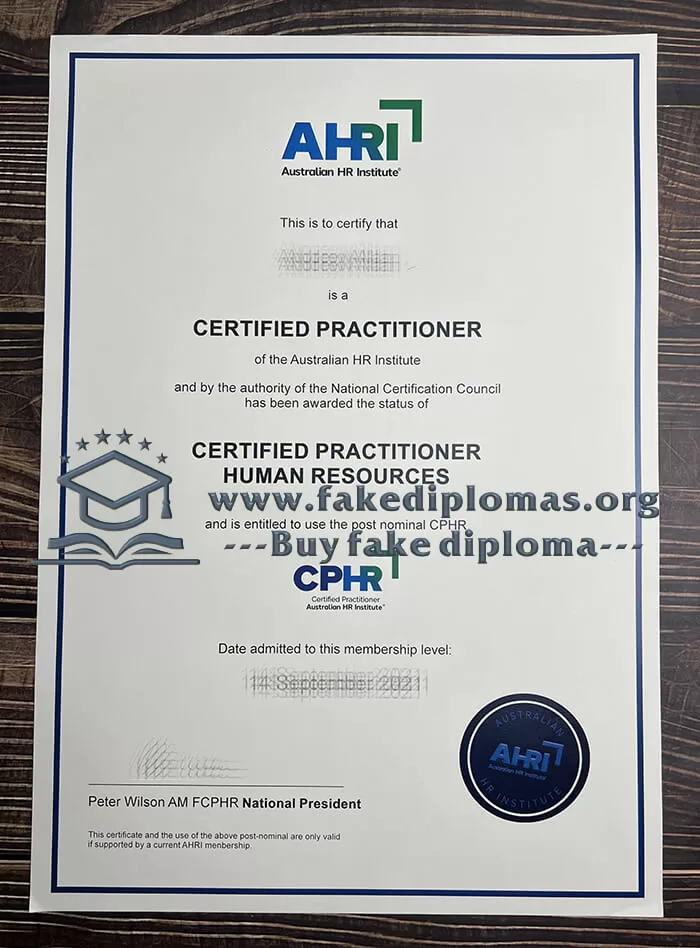 AHRI
Australian HR Institute®
This is to certify that
is a
CERTIFIED PRACTITIONER
of the Australian HR Institute
and by the authority of the National Certification Council
has been awarded the status of
CERTIFIED PRACTITIONER
HUMAN RESOURCES
www.fakediplomas.org
and is entitled to use the post nominal CPHR
---Buy fake diploma---
CPHR
Certified Practitioner
Australian HR Institute®
Date admitted to this membership level:
14 September 2021
AUSTRALIAN
AHRI
Australian HR Institute
HR INSTITUTE
Peter Wilson AM FCPHR National President
This certificate and the use of the above post-nominal are only valid
if supported by a current AHRI menbership.